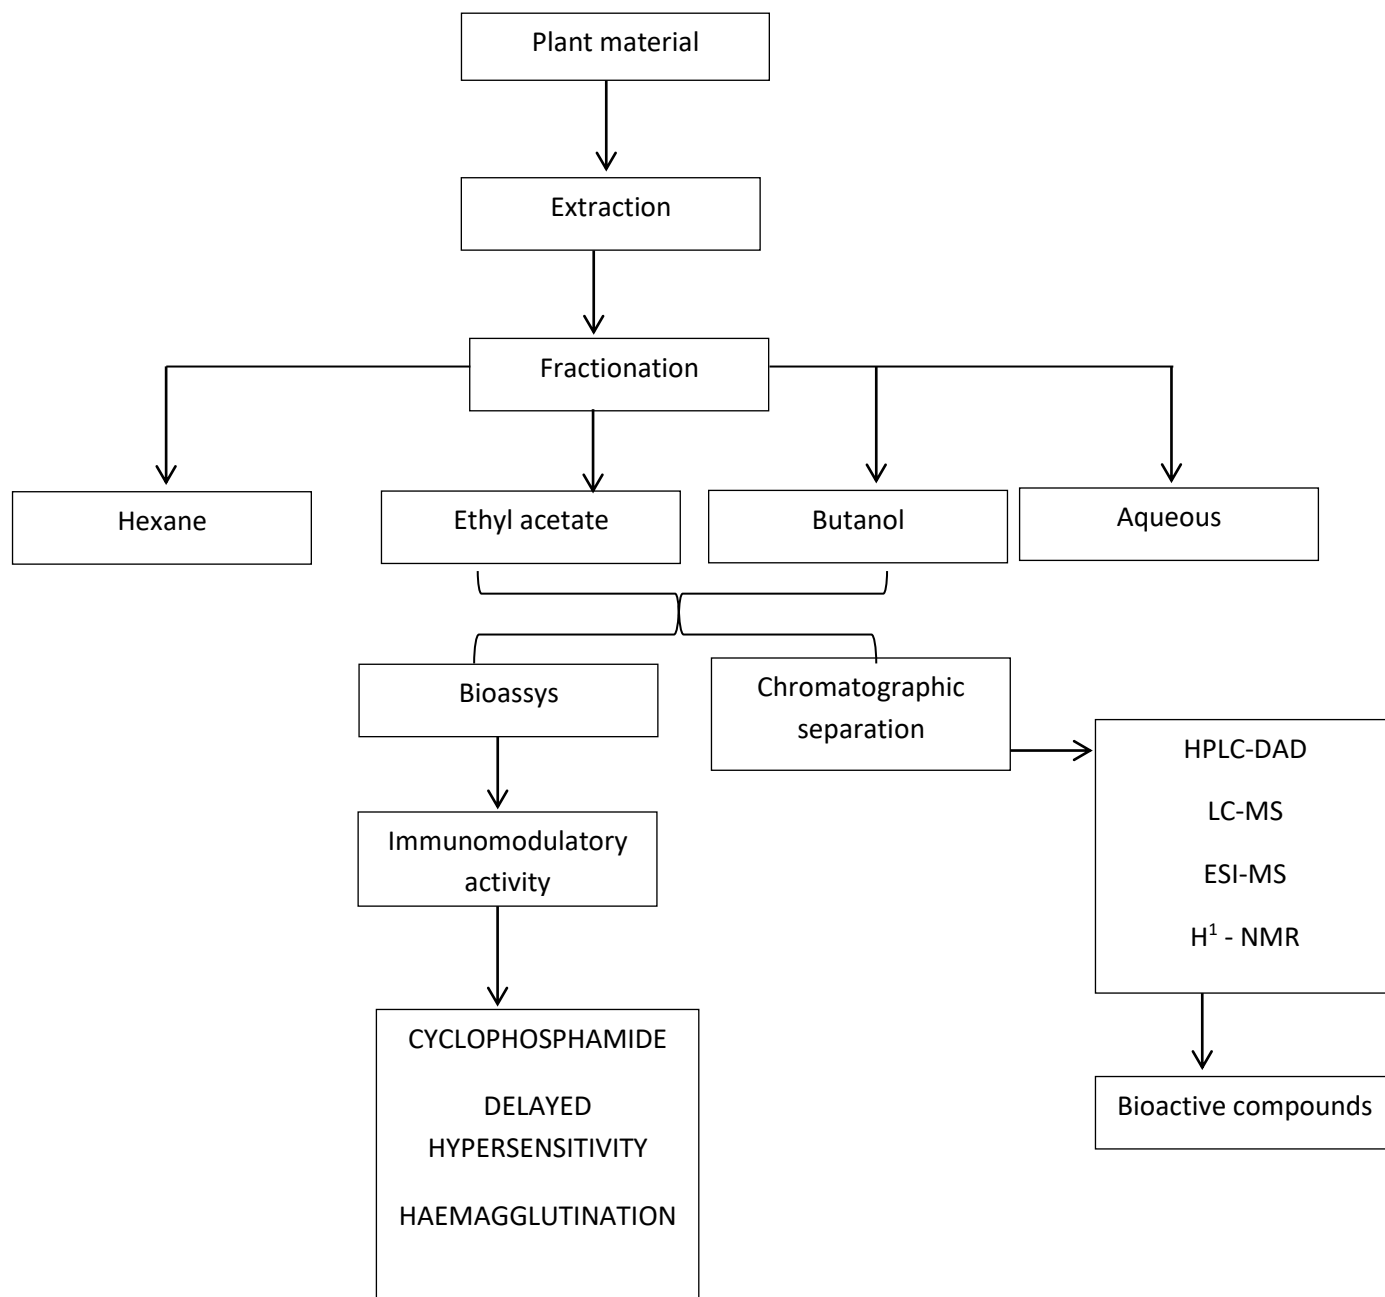 Plant material
Extraction
Fractionation
Hexane
Ethyl acetate
Butanol
Aqueous
Bioassys
Chromatographic
separation
HPLC-DAD
LC-MS
ESI-MS
H¹ - NMR
Immunomodulatory
activity
CYCLOPHOSPHAMIDE
DELAYED
HYPERSENSITIVITY
HAEMAGGLUTINATION
Bioactive compounds